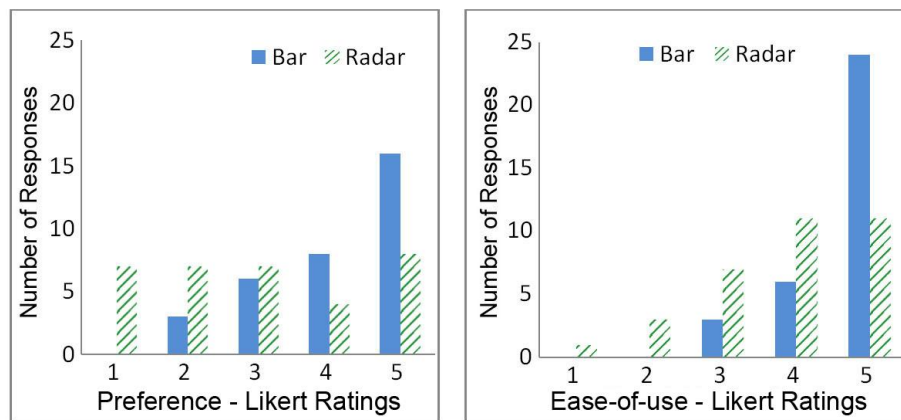 25
20
15
10
5
0
Number of Responses
Bar Radar
1 2 3 4 5
Preference - Likert Ratings
25
20
15
10
5
0
Number of Responses
Bar Radar
1 2 3 4 5
Ease-of-use - Likert Ratings